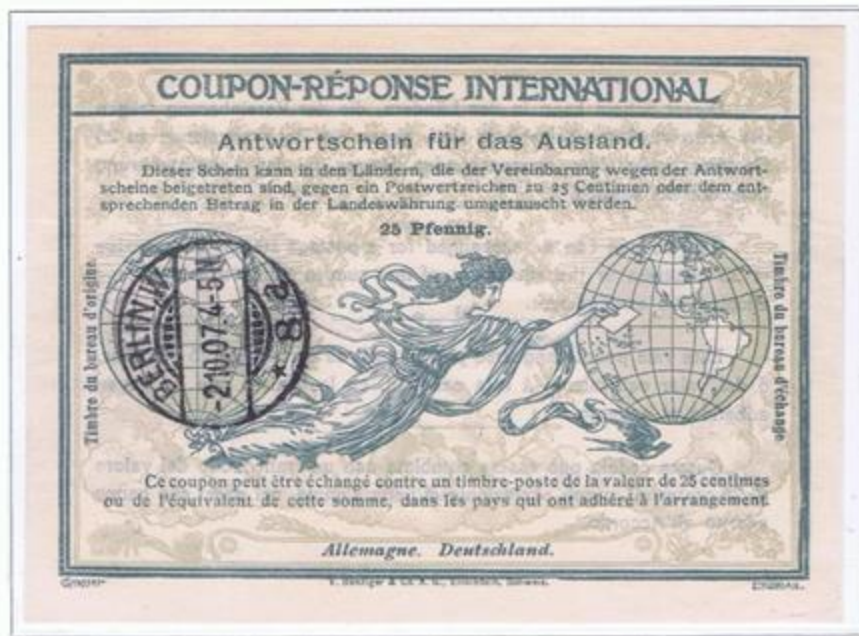 COUPON-RÉPONSE INTERNATIONAL
Antwortschein für das Ausland.
Dieser Schein kann in den Ländern, die der Vereinbarung wegen der Antwort-
scheine beigetreten sind, gegen ein Postwertzeichen zu 25 Centimen oder dem ent-
sprechenden Betrag in der Landeswährung umgetauscht werden.
25 Pfennig.
Timbre du bureau d'origine
BERLIN.W.
-2.10.07.4-5N
* 8 a
Timbre du bureau d'échange
Ce coupon peut être échangé contre un timbre-poste de la valeur de 25 centimes
ou de l'équivalent de cette somme, dans les pays qui ont adhéré à l'arrangement.
Allemagne. Deutschland.